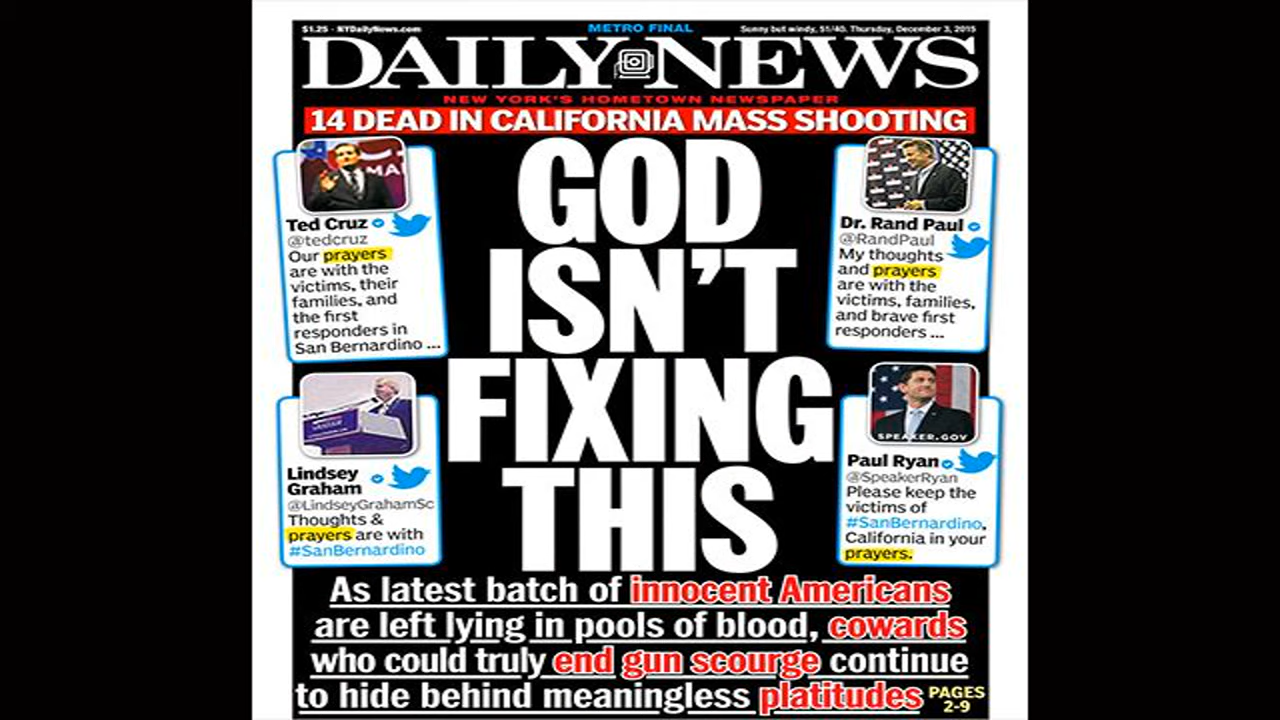 $1.25 · NYDailyNews.com
METRO FINAL
Sunny but windy, 51/40. Thursday, December 3, 2015
DAILY NEWS
NEW YORK'S HOMETOWN NEWSPAPER
14 DEAD IN CALIFORNIA MASS SHOOTING
GOD
ISN'T
FIXING
THIS
Ted Cruz
@tedcruz
Our prayers
are with the
victims, their
families, and
the first
responders in
San Bernardino ...
Dr. Rand Paul
@RandPaul
My thoughts
and prayers
are with the
victims, families,
and brave first
responders ...
Lindsey
Graham
@LindseyGrahamSC
Thoughts &
prayers are with
#SanBernardino
SPEAKER.GOV
Paul Ryan
@SpeakerRyan
Please keep the
victims of
#SanBernardino,
California in your
prayers.
As latest batch of innocent Americans
are left lying in pools of blood, cowards
who could truly end gun scourge continue
to hide behind meaningless platitudes
PAGES
2-9